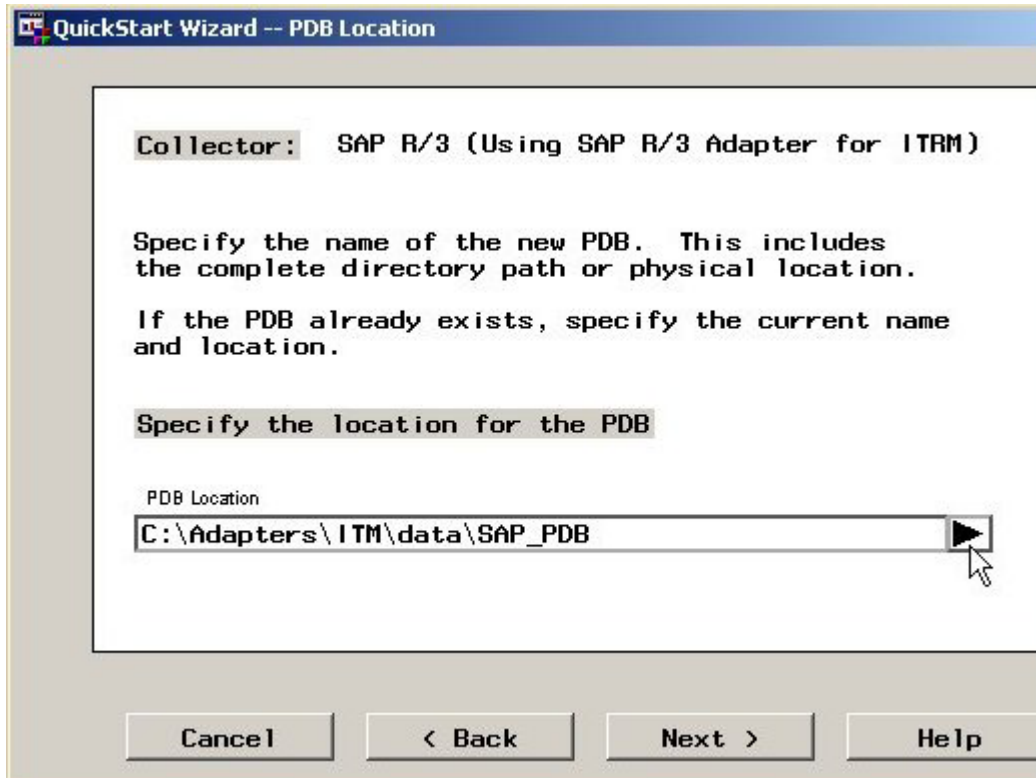 QuickStart Wizard -- PDB Location
Collector: SAP R/3 (Using SAP R/3 Adapter for ITRM)
Specify the name of the new PDB. This includes
the complete directory path or physical location.
If the PDB already exists, specify the current name
and location.
Specify the location for the PDB
PDB Location
C:\Adapters\ITM\data\SAP_PDB
Cancel
< Back
Next >
Help